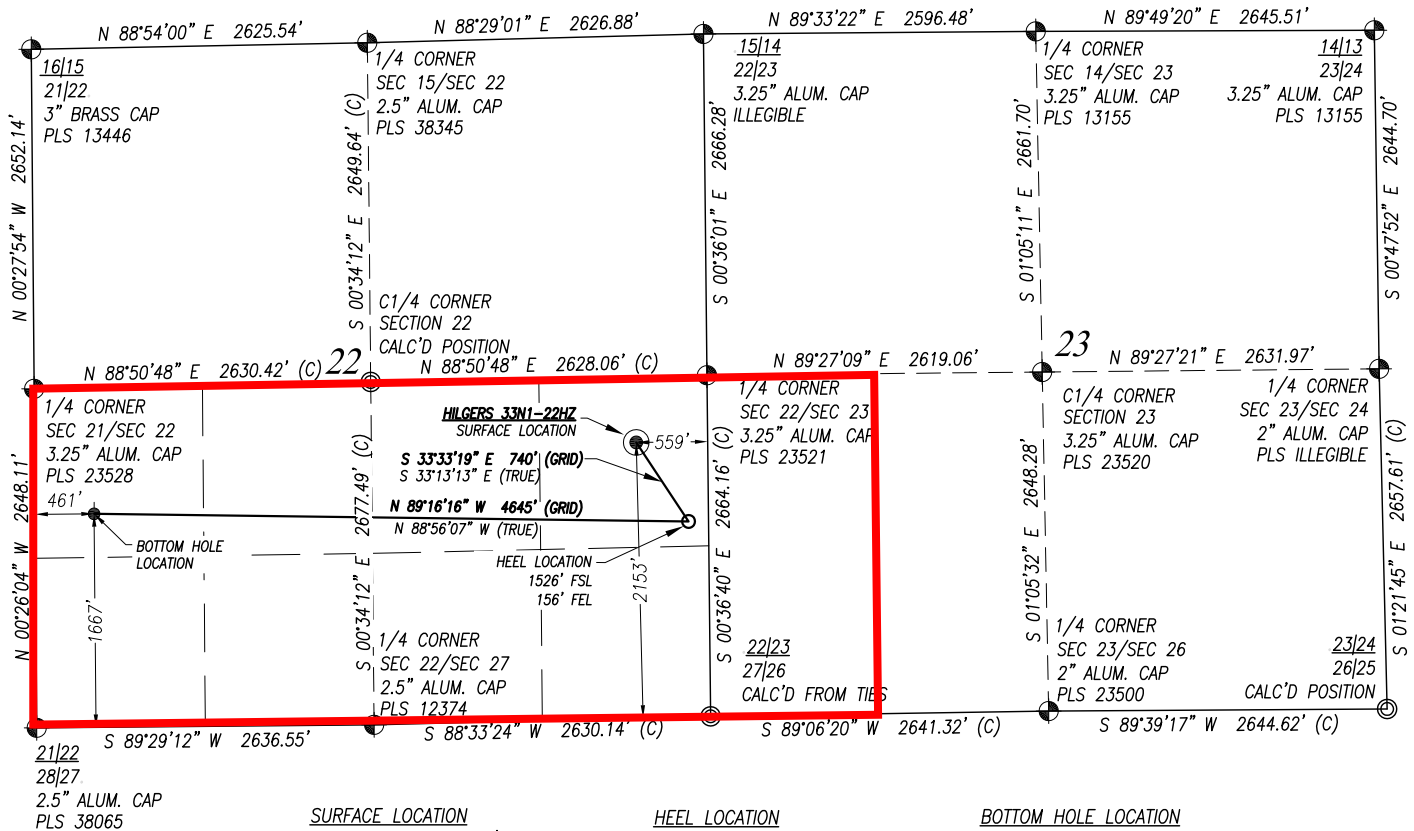 N 88°54'00" E 2625.54'
N 88°29'01" E 2626.88'
N 89°33'22" E 2596.48'
N 89°49'20" E 2645.51'
16|15
21|22
3" BRASS CAP
PLS 13446
1/4 CORNER
SEC 15/SEC 22
2.5" ALUM. CAP
PLS 38345
15|14
22|23
3.25" ALUM. CAP
ILLEGIBLE
1/4 CORNER
SEC 14/SEC 23
3.25" ALUM. CAP
PLS 13155
14|13
23|24
3.25" ALUM. CAP
PLS 13155
N 00°27'54" W 2652.14'
S 00°34'12" E 2649.64' (C)
S 00°36'01" E 2666.28'
S 01°05'11" E 2661.70'
S 00°47'52" E 2644.70'
C1/4 CORNER
SECTION 22
CALC'D POSITION
N 88°50'48" E 2630.42' (C)
22
N 88°50'48" E 2628.06' (C)
N 89°27'09" E 2619.06'
23
N 89°27'21" E 2631.97'
1/4 CORNER
SEC 21/SEC 22
3.25" ALUM. CAP
PLS 23528
HILGERS 33N1-22HZ
SURFACE LOCATION
559'
S 33°33'19" E 740' (GRID)
S 33°13'13" E (TRUE)
1/4 CORNER
SEC 22/SEC 23
3.25" ALUM. CAP
PLS 23521
C1/4 CORNER
SECTION 23
3.25" ALUM. CAP
PLS 23520
1/4 CORNER
SEC 23/SEC 24
2" ALUM. CAP
PLS ILLEGIBLE
461'
N 89°16'16" W 4645' (GRID)
N 88°56'07" W (TRUE)
BOTTOM HOLE
LOCATION
HEEL LOCATION
1526' FSL
156' FEL
N 00°26'04" W 2648.11'
1667'
S 00°34'12" E 2677.49' (C)
2153'
S 00°36'40" E 2664.16' (C)
S 01°05'32" E 2648.28'
S 01°21'45" E 2657.61' (C)
1/4 CORNER
SEC 22/SEC 27
2.5" ALUM. CAP
PLS 12374
22|23
27|26
CALC'D FROM TIES
1/4 CORNER
SEC 23/SEC 26
2" ALUM. CAP
PLS 23500
23|24
26|25
CALC'D POSITION
S 89°29'12" W 2636.55'
S 88°33'24" W 2630.14' (C)
S 89°06'20" W 2641.32' (C)
S 89°39'17" W 2644.62' (C)
21|22
28|27
2.5" ALUM. CAP
PLS 38065
SURFACE LOCATION
HEEL LOCATION
BOTTOM HOLE LOCATION